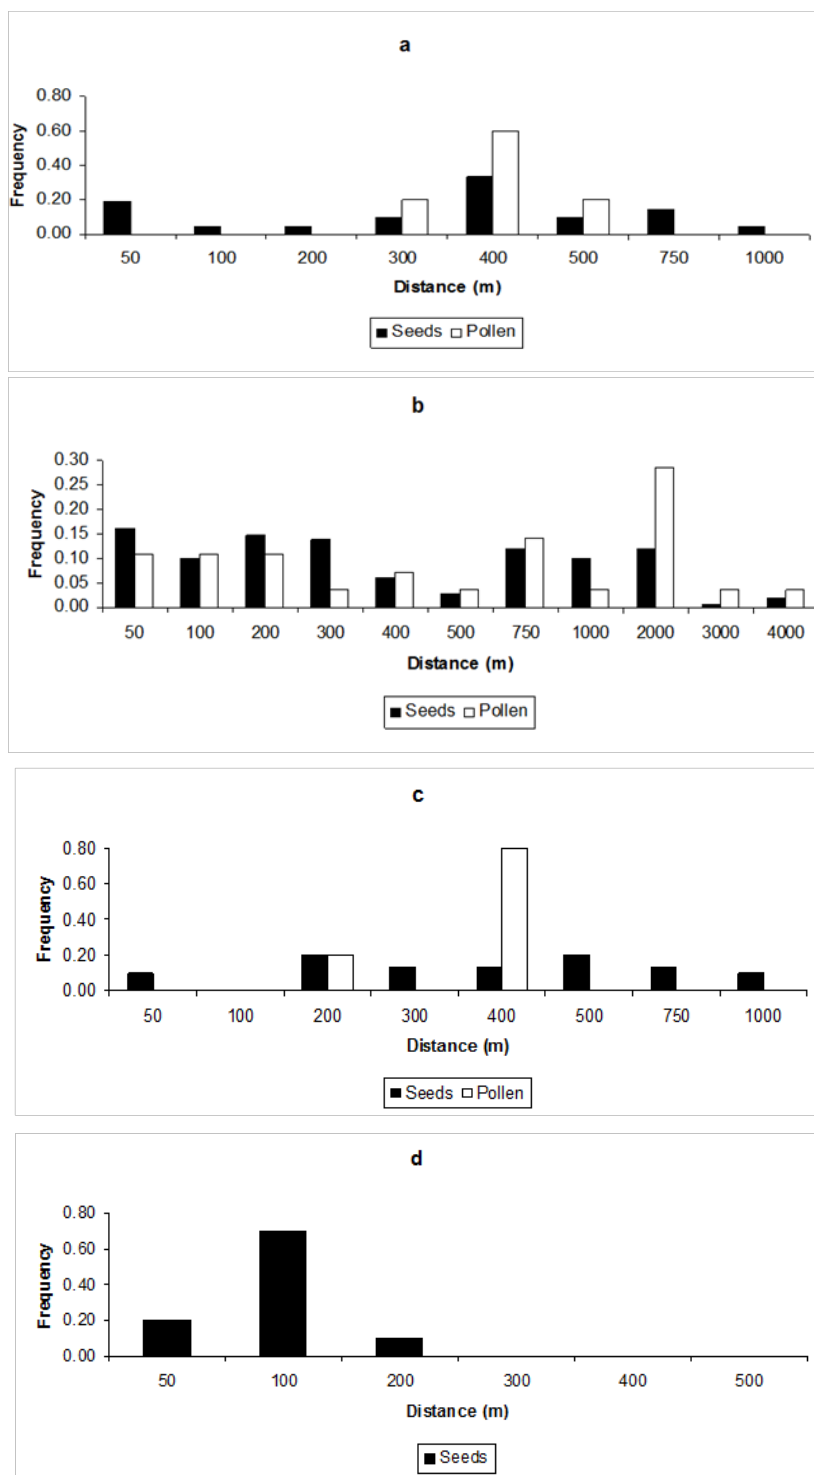 a
0.80
0.60
0.40
0.20
0.00
Frequency
50 100 200 300 400 500 750 1000
Distance (m)
Seeds Pollen
b
0.30
0.25
0.20
0.15
0.10
0.05
0.00
Frequency
50 100 200 300 400 500 750 1000 2000 3000 4000
Distance (m)
Seeds Pollen
c
0.80
0.60
0.40
0.20
0.00
Frequency
50 100 200 300 400 500 750 1000
Distance (m)
Seeds Pollen
d
0.80
0.60
0.40
0.20
0.00
Frequency
50 100 200 300 400 500
Distance (m)
Seeds